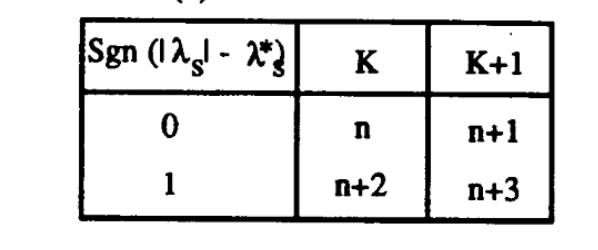 Sgn (|λs| - λ*s) K K+1
0 n n+1
1 n+2 n+3